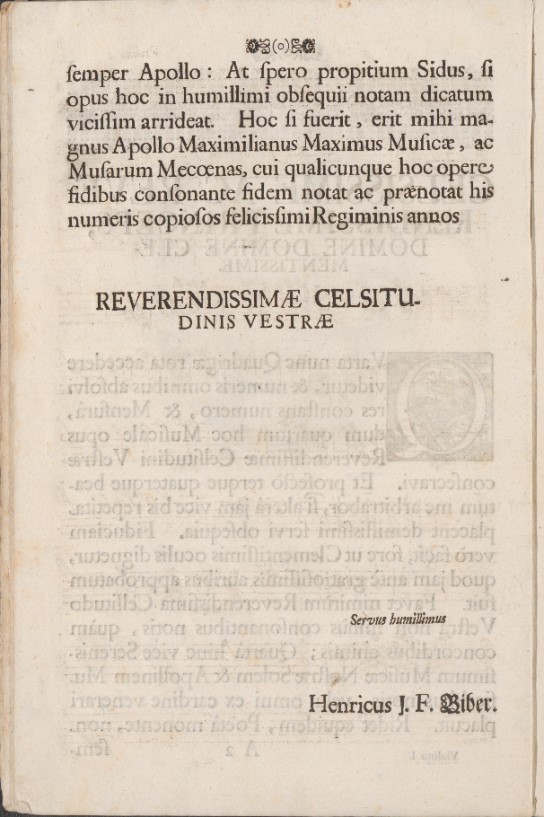 (o)
semper Apollo: At spero propitium Sidus, si
opus hoc in humillimi obsequii notam dicatum
vicissim arrideat. Hoc si fuerit, erit mihi ma-
gnus Apollo Maximilianus Maximus Musicæ, ac
Musarum Mecœnas, cui qualicunque hoc opere
fidibus consonante fidem notat ac prænotat his
numeris copiosos felicissimi Regiminis annos
REVERENDISSIMÆ CELSITU-
DINIS VESTRÆ
Servus humillimus
Henricus J. F. Biber.